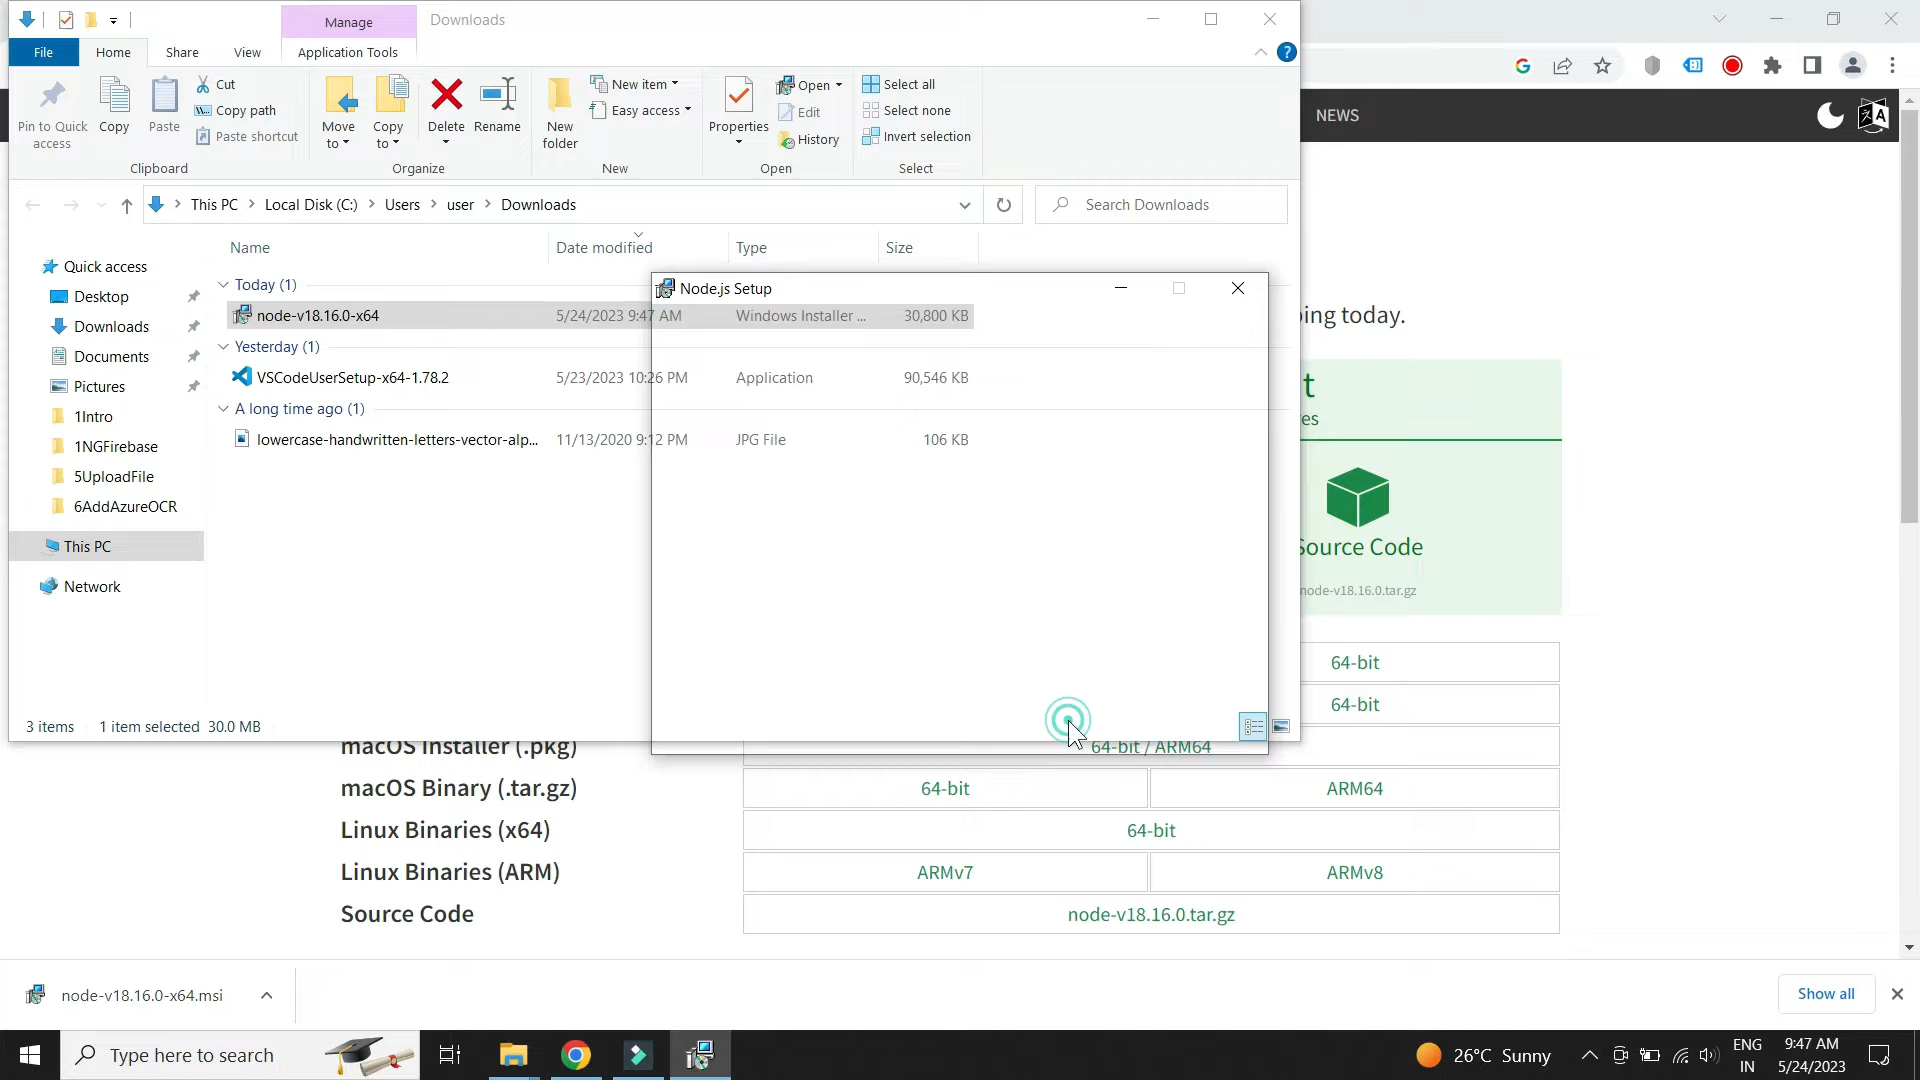 Manage
Downloads
File
Home
Share
View
Application Tools
Pin to Quick access
Copy
Paste
Cut
Copy path
Paste shortcut
Move to
Copy to
Delete
Rename
New folder
New item
Easy access
Properties
Open
Edit
History
Select all
Select none
Invert selection
Clipboard
Organize
New
Open
Select
This PC > Local Disk (C:) > Users > user > Downloads
Search Downloads
NEWS
Name
Date modified
Type
Size
Quick access
Desktop
Downloads
Documents
Pictures
1Intro
1NGFirebase
5UploadFile
6AddAzureOCR
This PC
Network
Today (1)
node-v18.16.0-x64 5/24/2023 9:47 AM Windows Installer ... 30,800 KB
Yesterday (1)
VSCodeUserSetup-x64-1.78.2 5/23/2023 10:26 PM Application 90,546 KB
A long time ago (1)
lowercase-handwritten-letters-vector-alp... 11/13/2020 9:12 PM JPG File 106 KB
Node.js Setup
3 items 1 item selected 30.0 MB
ping today.
t
es
Source Code
node-v18.16.0.tar.gz
64-bit
64-bit
macOS Installer (.pkg) 64-bit / ARM64
macOS Binary (.tar.gz) 64-bit ARM64
Linux Binaries (x64) 64-bit
Linux Binaries (ARM) ARMv7 ARMv8
Source Code node-v18.16.0.tar.gz
node-v18.16.0-x64.msi
Show all
Type here to search
26°C Sunny
ENG
IN
9:47 AM
5/24/2023